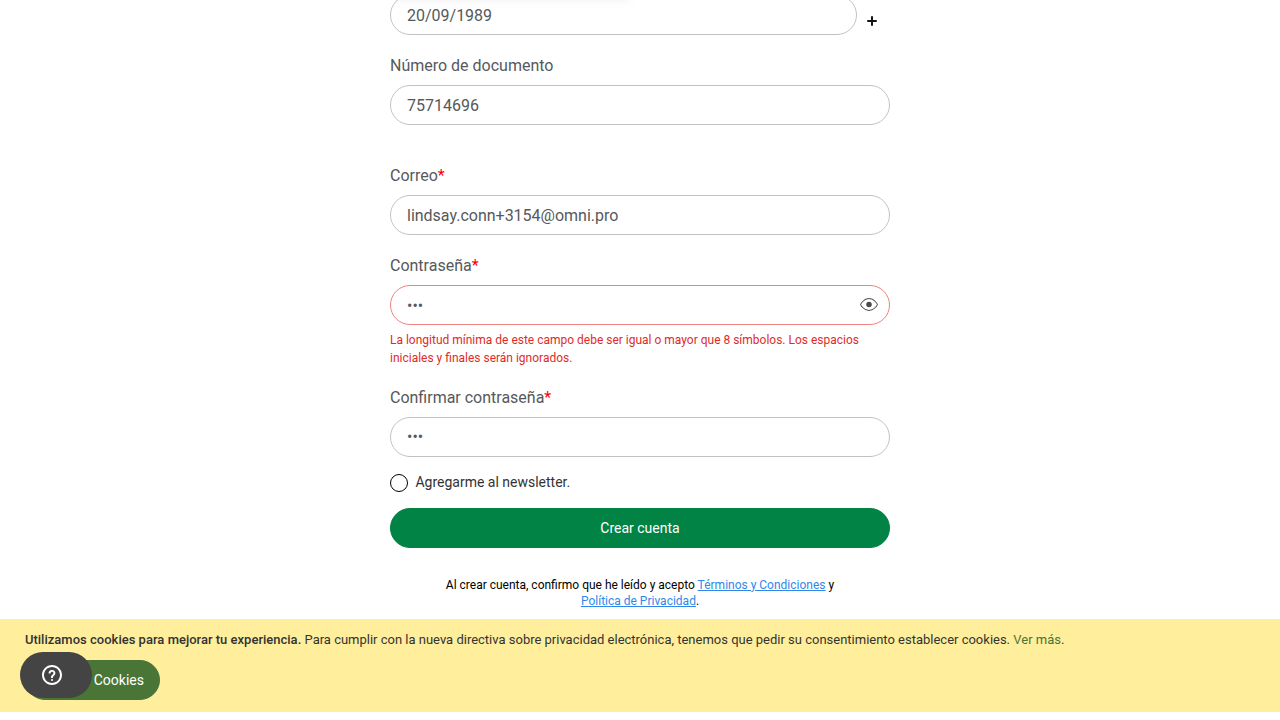 20/09/1989
+
Número de documento
75714696
Correo*
lindsay.conn+3154@omni.pro
Contraseña*
•••
La longitud mínima de este campo debe ser igual o mayor que 8 símbolos. Los espacios
iniciales y finales serán ignorados.
Confirmar contraseña*
•••
Agregarme al newsletter.
Crear cuenta
Al crear cuenta, confirmo que he leído y acepto Términos y Condiciones y
Política de Privacidad.
Utilizamos cookies para mejorar tu experiencia. Para cumplir con la nueva directiva sobre privacidad electrónica, tenemos que pedir su consentimiento establecer cookies. Ver más.
? Cookies